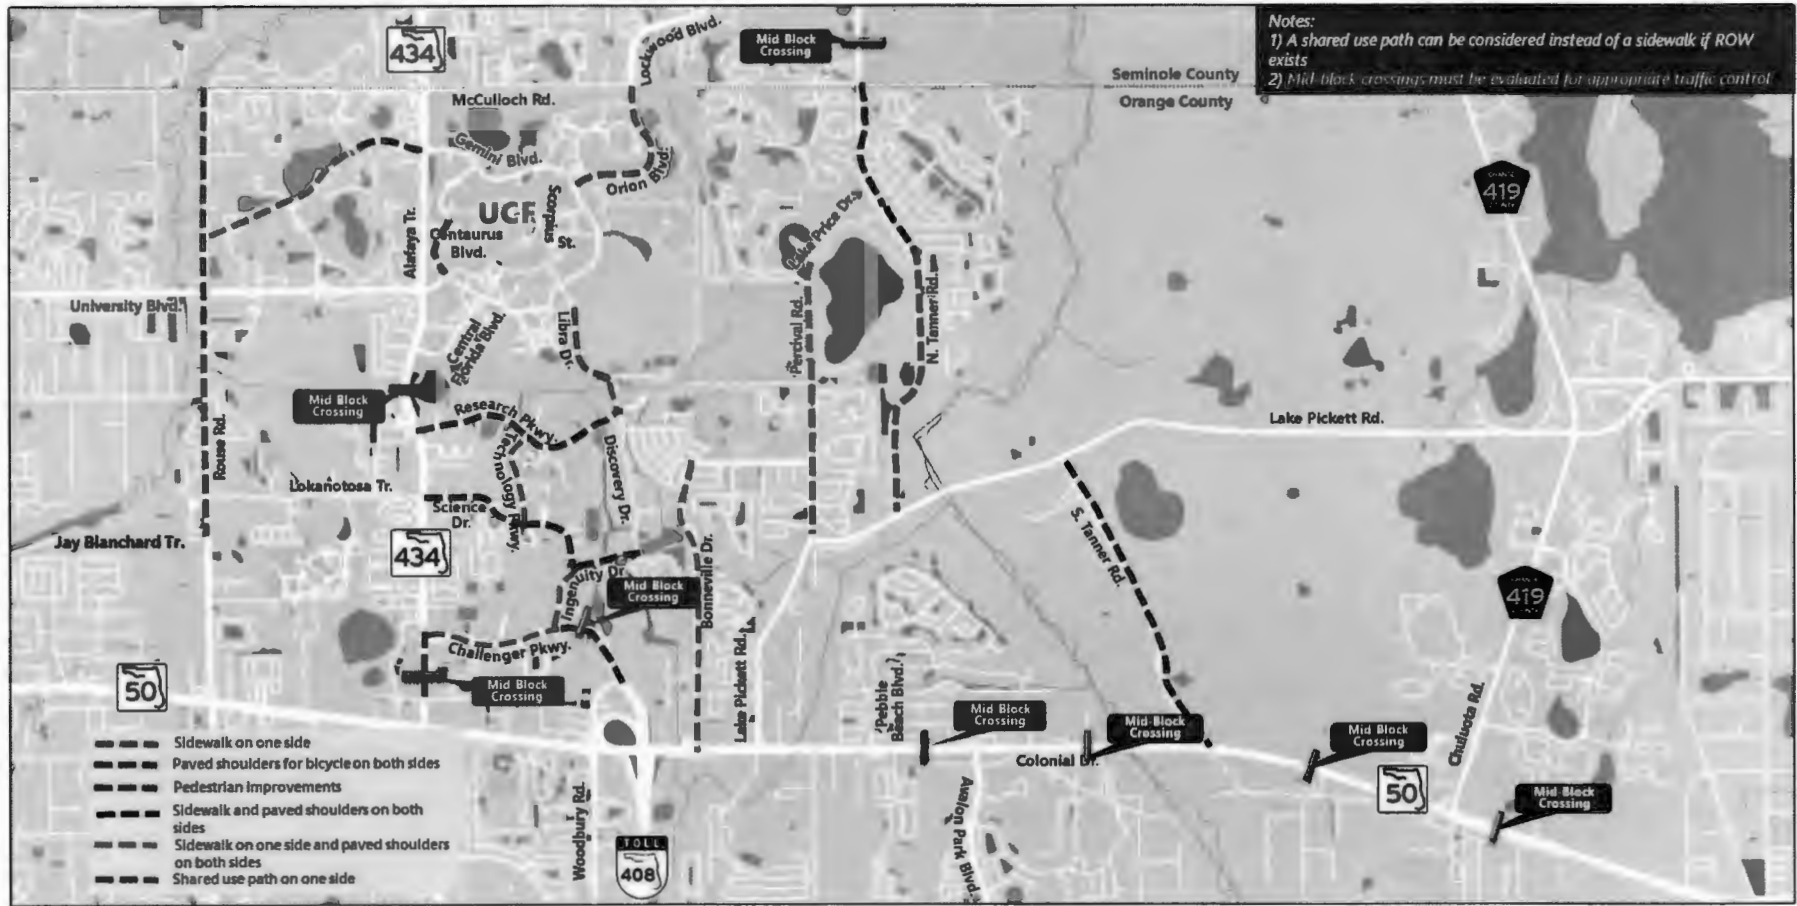 Notes:
1) A shared use path can be considered instead of a sidewalk if ROW
exists
2) Mid-block crossings must be evaluated for appropriate traffic control
434
Lockwood Blvd.
Mid Block
Crossing
Seminole County
Orange County
McCulloch Rd.
Gemini Blvd.
Orion Blvd.
419
UCF
Scorpius
St.
Centaurus
Blvd.
Alafaya Tr.
Lake Price Dr.
University Blvd.
Libra Dr.
Percival Rd.
N. Tanner Rd.
Central
Florida Blvd.
Mid Block
Crossing
Research Pkwy.
Lake Pickett Rd.
Rouse Rd.
Technology Pkwy.
Discovery Dr.
Lokanotosa Tr.
Science
Dr.
S. Tanner Rd.
Jay Blanchard Tr.
434
Ingenuity Dr.
Mid Block
Crossing
Bonneville Dr.
419
Challenger Pkwy.
Lake Pickett Rd.
50
Mid Block
Crossing
Pebble
Beach Blvd.
Mid Block
Crossing
Mid Block
Crossing
Mid Block
Crossing
Chuluota Rd.
Colonial Dr.
50
Mid Block
Crossing
Sidewalk on one side
Paved shoulders for bicycle on both sides
Pedestrian Improvements
Sidewalk and paved shoulders on both
sides
Sidewalk on one side and paved shoulders
on both sides
Shared use path on one side
Woodbury Rd.
TOLL
408
Avalon Park Blvd.